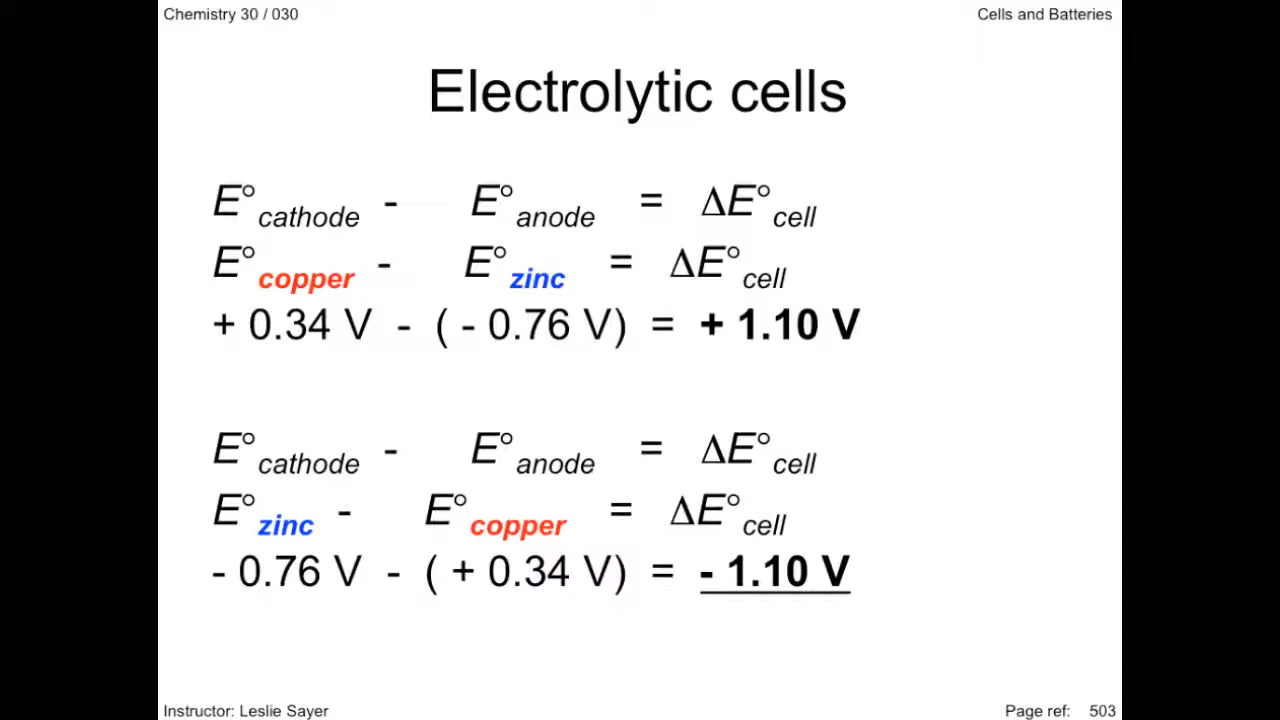 Chemistry 30 / 030 Cells and Batteries
Electrolytic cells
E°cathode - E°anode = ΔE°cell
E°copper - E°zinc = ΔE°cell
+ 0.34 V - ( - 0.76 V) = + 1.10 V
E°cathode - E°anode = ΔE°cell
E°zinc - E°copper = ΔE°cell
- 0.76 V - ( + 0.34 V) = - 1.10 V
Instructor: Leslie Sayer Page ref: 503